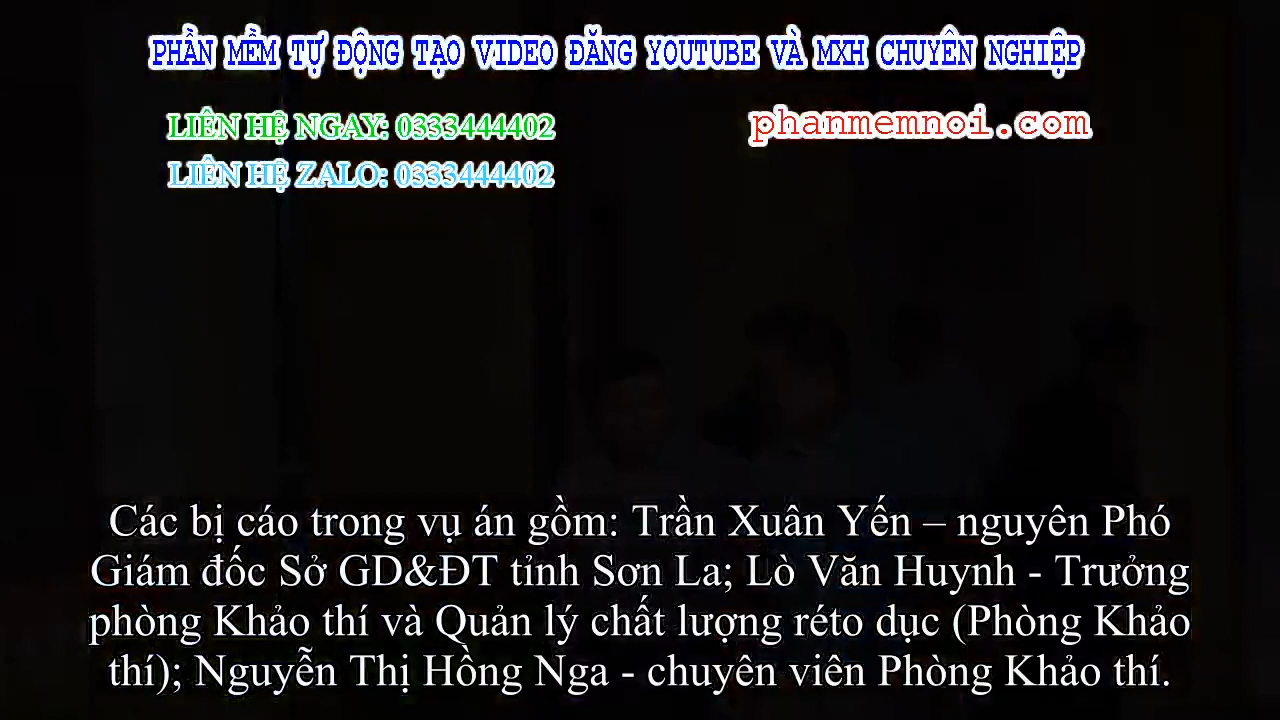 PHẦN MỀM TỰ ĐỘNG TẠO VIDEO ĐĂNG YOUTUBE VÀ MXH CHUYÊN NGHIỆP
LIÊN HỆ NGAY: 0333444402
phanmemnoi.com
LIÊN HỆ ZALO: 0333444402
Các bị cáo trong vụ án gồm: Trần Xuân Yến – nguyên Phó
Giám đốc Sở GD&ĐT tỉnh Sơn La; Lò Văn Huynh - Trưởng
phòng Khảo thí và Quản lý chất lượng réto dục (Phòng Khảo
thí); Nguyễn Thị Hồng Nga - chuyên viên Phòng Khảo thí.